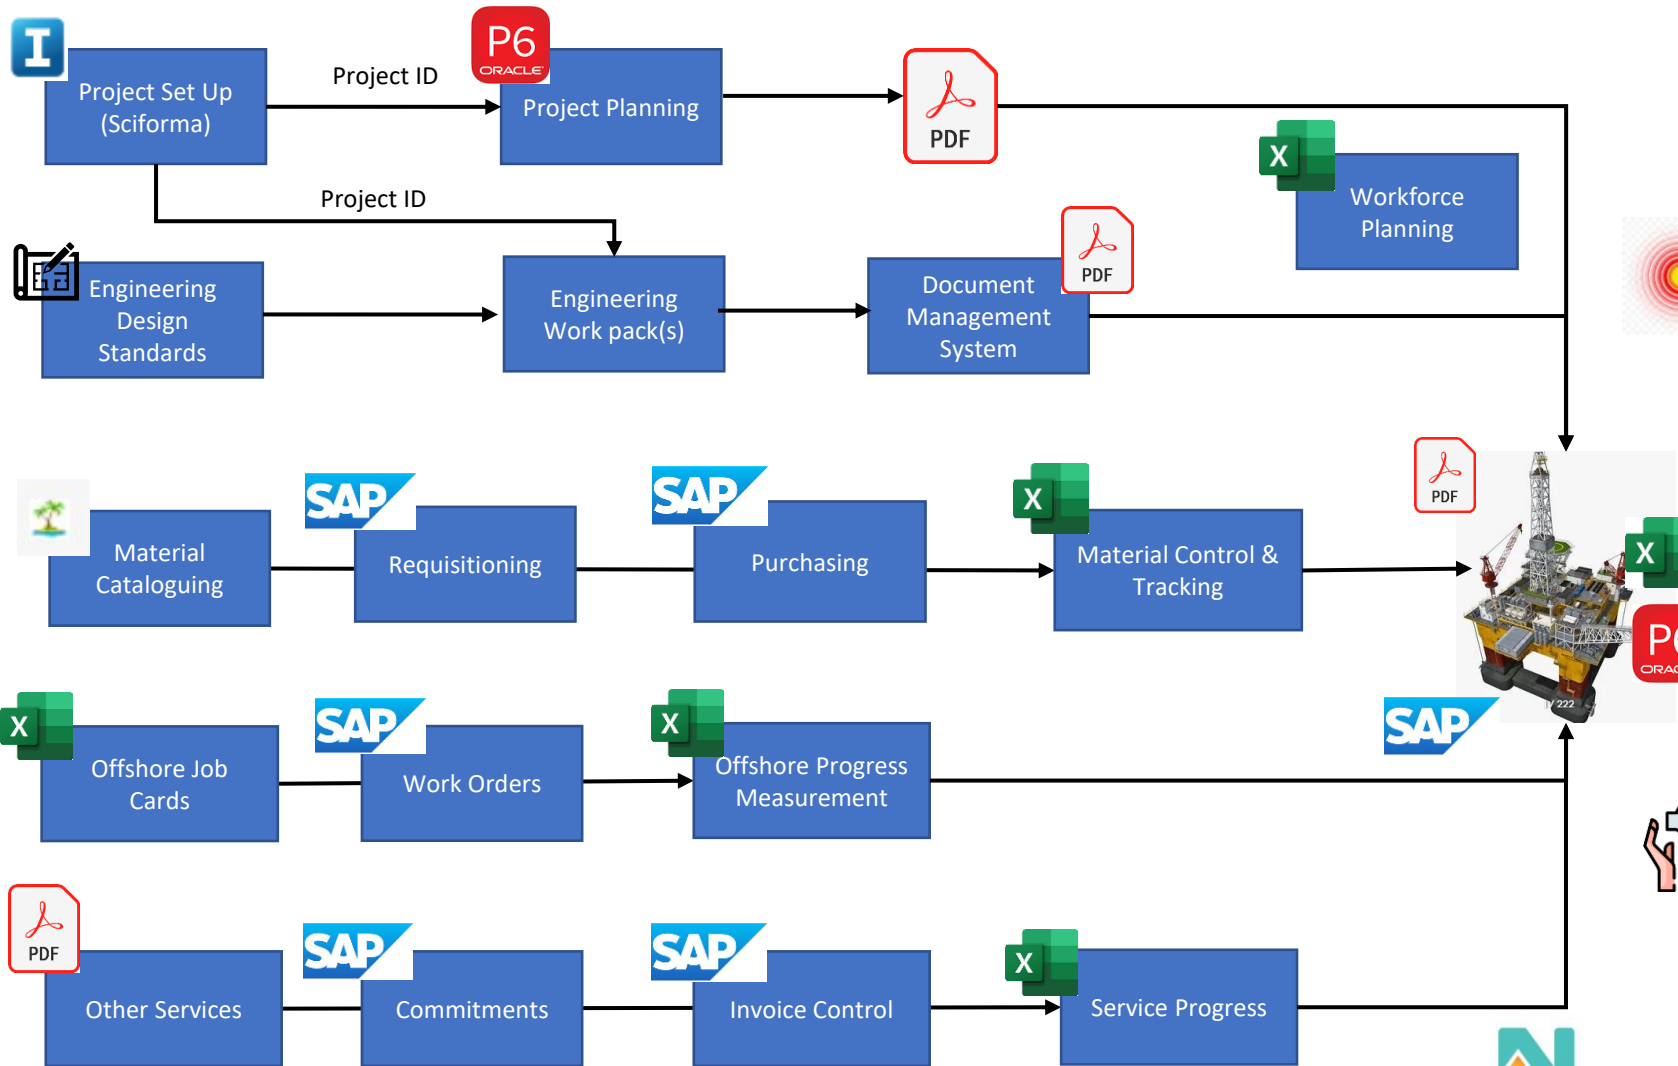 I
Project Set Up
(Sciforma)
Project ID
P6
ORACLE
Project Planning
PDF
X
Workforce
Planning
Project ID
Engineering
Design
Standards
Engineering
Work pack(s)
Document
Management
System
PDF
Material
Cataloguing
SAP
Requisitioning
SAP
Purchasing
X
Material Control &
Tracking
PDF
X
222
SAP
X
Offshore Job
Cards
SAP
Work Orders
X
Offshore Progress
Measurement
PDF
Other Services
SAP
Commitments
SAP
Invoice Control
X
Service Progress